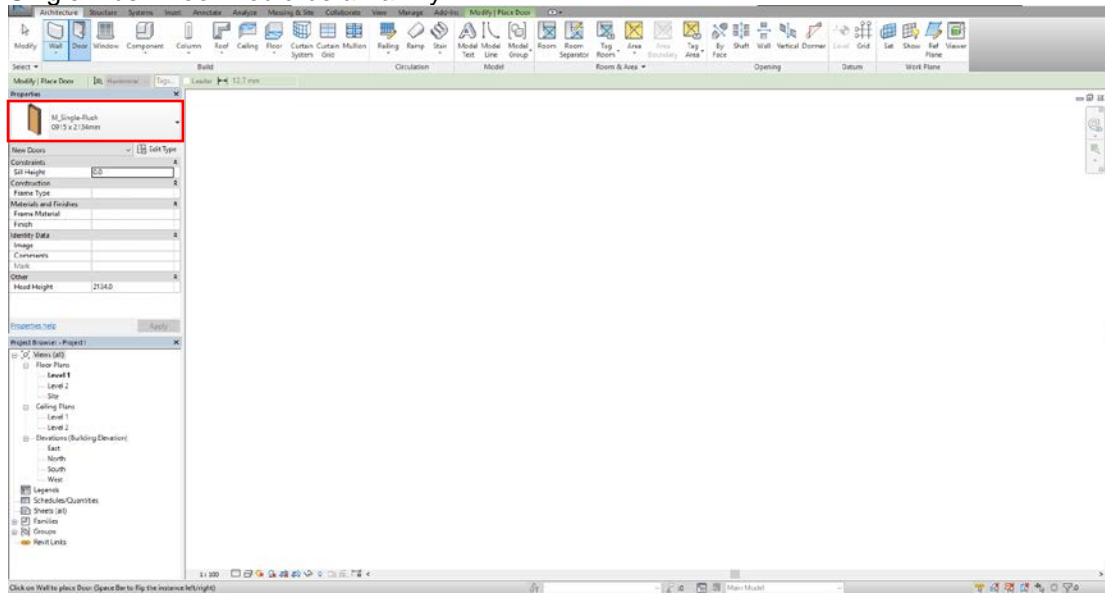 Architecture Structure Systems Insert Annotate Analyze Massing & Site Collaborate View Manage Add-Ins Modify | Place Door
Modify Wall Door Window Component Column Roof Ceiling Floor Curtain System Curtain Grid Mullion Railing Ramp Stair Model Text Model Line Model Group Room Room Separator Tag Room Area Area Boundary Tag Area By Face Shaft Wall Vertical Dormer Level Grid Set Show Ref Plane Viewer
Select Build Circulation Model Room & Area Opening Datum Work Plane
Modify | Place Door Horizontal Tags... Leader 12.7 mm
Properties
M_Single-Flush
0915 x 2134mm
New Doors Edit Type
Constraints
Sill Height 0.0
Construction
Frame Type
Materials and Finishes
Frame Material
Finish
Identity Data
Image
Comments
Mark
Other
Head Height 2134.0
Properties help Apply
Project Browser - Project1
Views (all)
Floor Plans
Level 1
Level 2
Site
Ceiling Plans
Level 1
Level 2
Elevations (Building Elevation)
East
North
South
West
Legends
Schedules/Quantities
Sheets (all)
Families
Groups
Revit Links
1 : 100
Click on Wall to place Door (Space Bar to flip the instance left/right) :0 Main Model :0